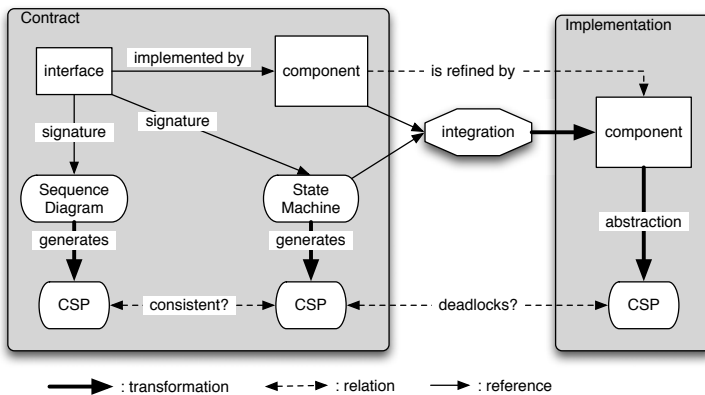 Contract
Implementation
interface
implemented by
component
is refined by
signature
signature
integration
component
Sequence
Diagram
State
Machine
generates
generates
abstraction
CSP
consistent?
CSP
deadlocks?
CSP
: transformation
: relation
: reference